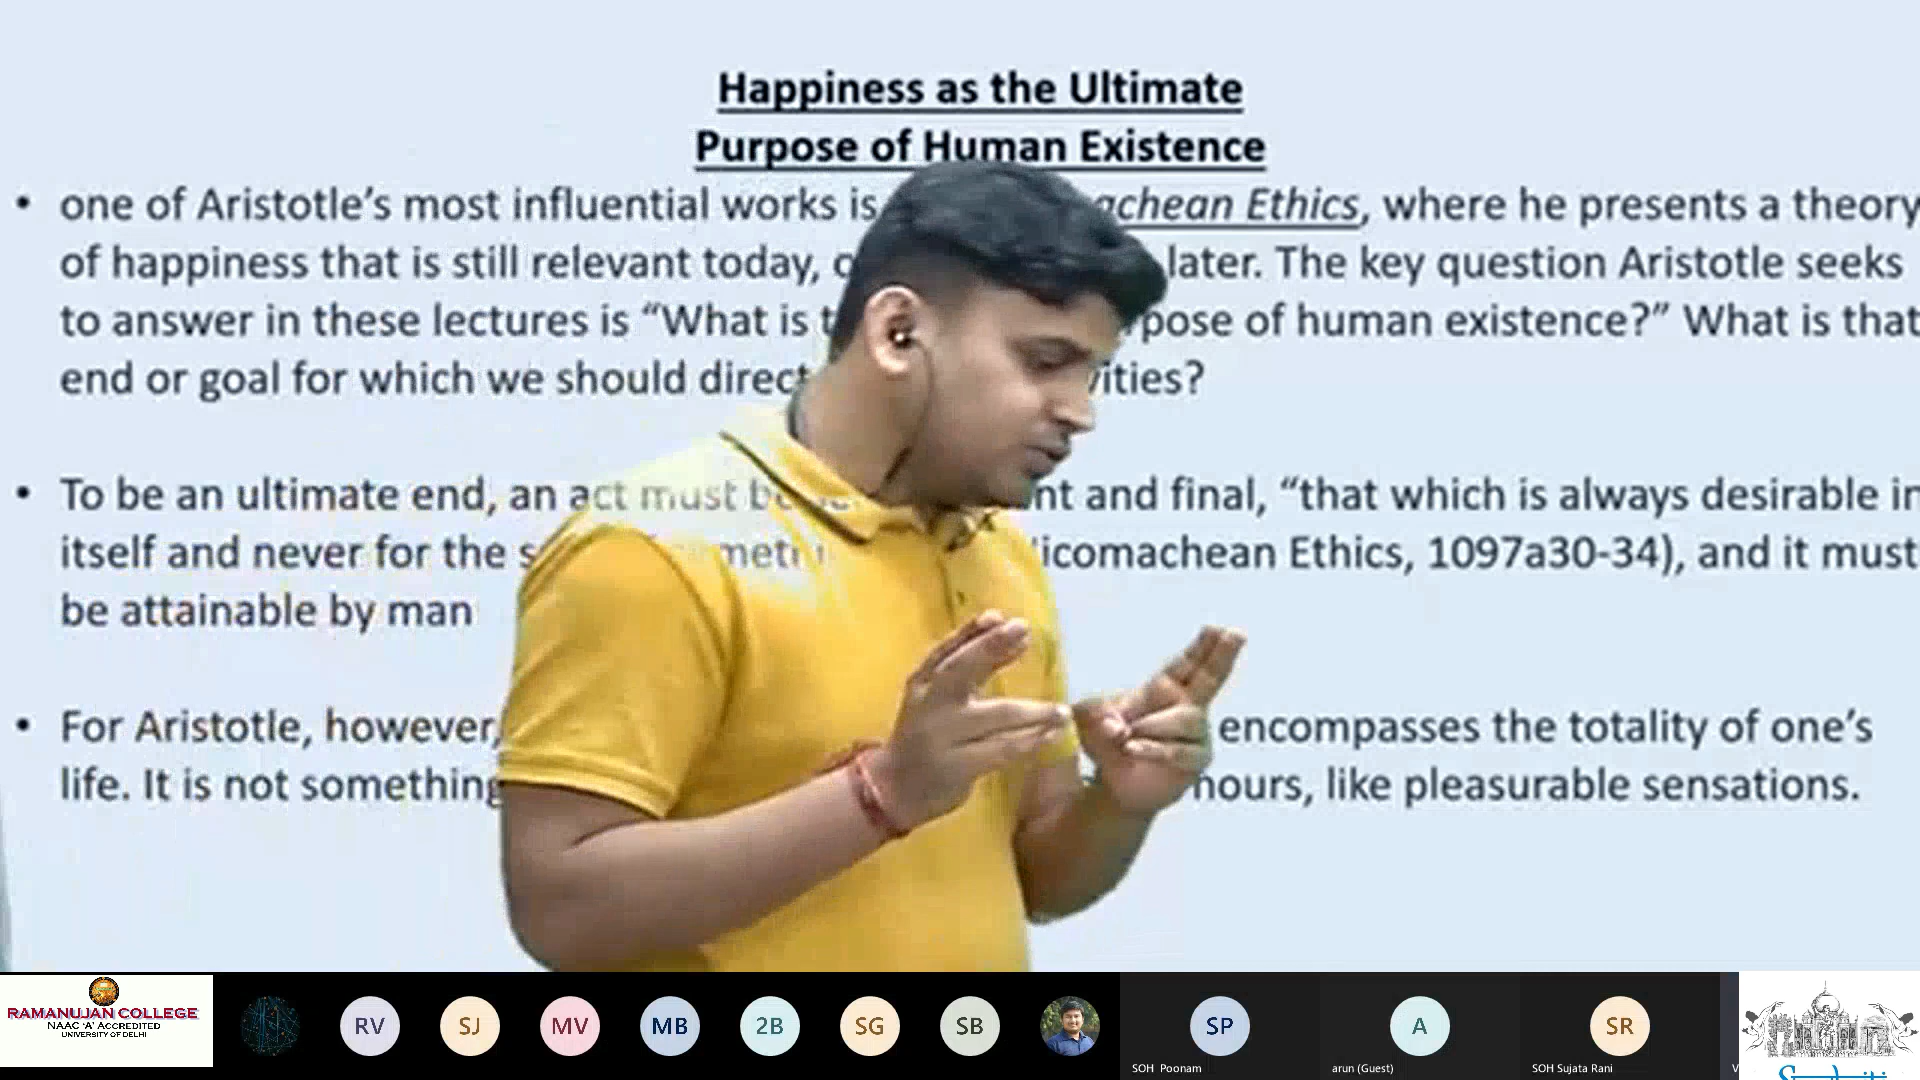 Happiness as the Ultimate
Purpose of Human Existence
• one of Aristotle’s most influential works is achean Ethics, where he presents a theory
of happiness that is still relevant today, later. The key question Aristotle seeks
to answer in these lectures is “What is pose of human existence?” What is that
end or goal for which we should direct vities?
• To be an ultimate end, an act must be nt and final, “that which is always desirable in
itself and never for the icomachean Ethics, 1097a30-34), and it must
be attainable by man
• For Aristotle, however, encompasses the totality of one’s
life. It is not something hours, like pleasurable sensations.
RAMANUJAN COLLEGE
NAAC 'A' ACCREDITED
UNIVERSITY OF DELHI
RV SJ MV MB 2B SG SB SP A SR
SOH Poonam arun (Guest) SOH Sujata Rani